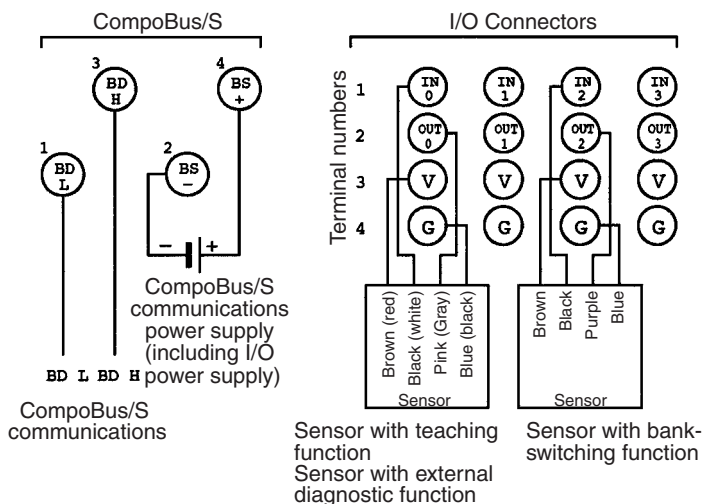 CompoBus/S
3
BD
H
4
BS
+
1
BD
L
2
BS
–
– +
CompoBus/S
communications
power supply
(including I/O
power supply)
BD L BD H
CompoBus/S
communications
I/O Connectors
Terminal numbers
1
IN
0
IN
1
IN
2
IN
3
2
OUT
0
OUT
1
OUT
2
OUT
3
3
V
V
V
V
4
G
G
G
G
Brown (red)
Black (white)
Pink (Gray)
Blue (black)
Sensor
Sensor with teaching
function
Sensor with external
diagnostic function
Brown
Black
Purple
Blue
Sensor
Sensor with bank-
switching function